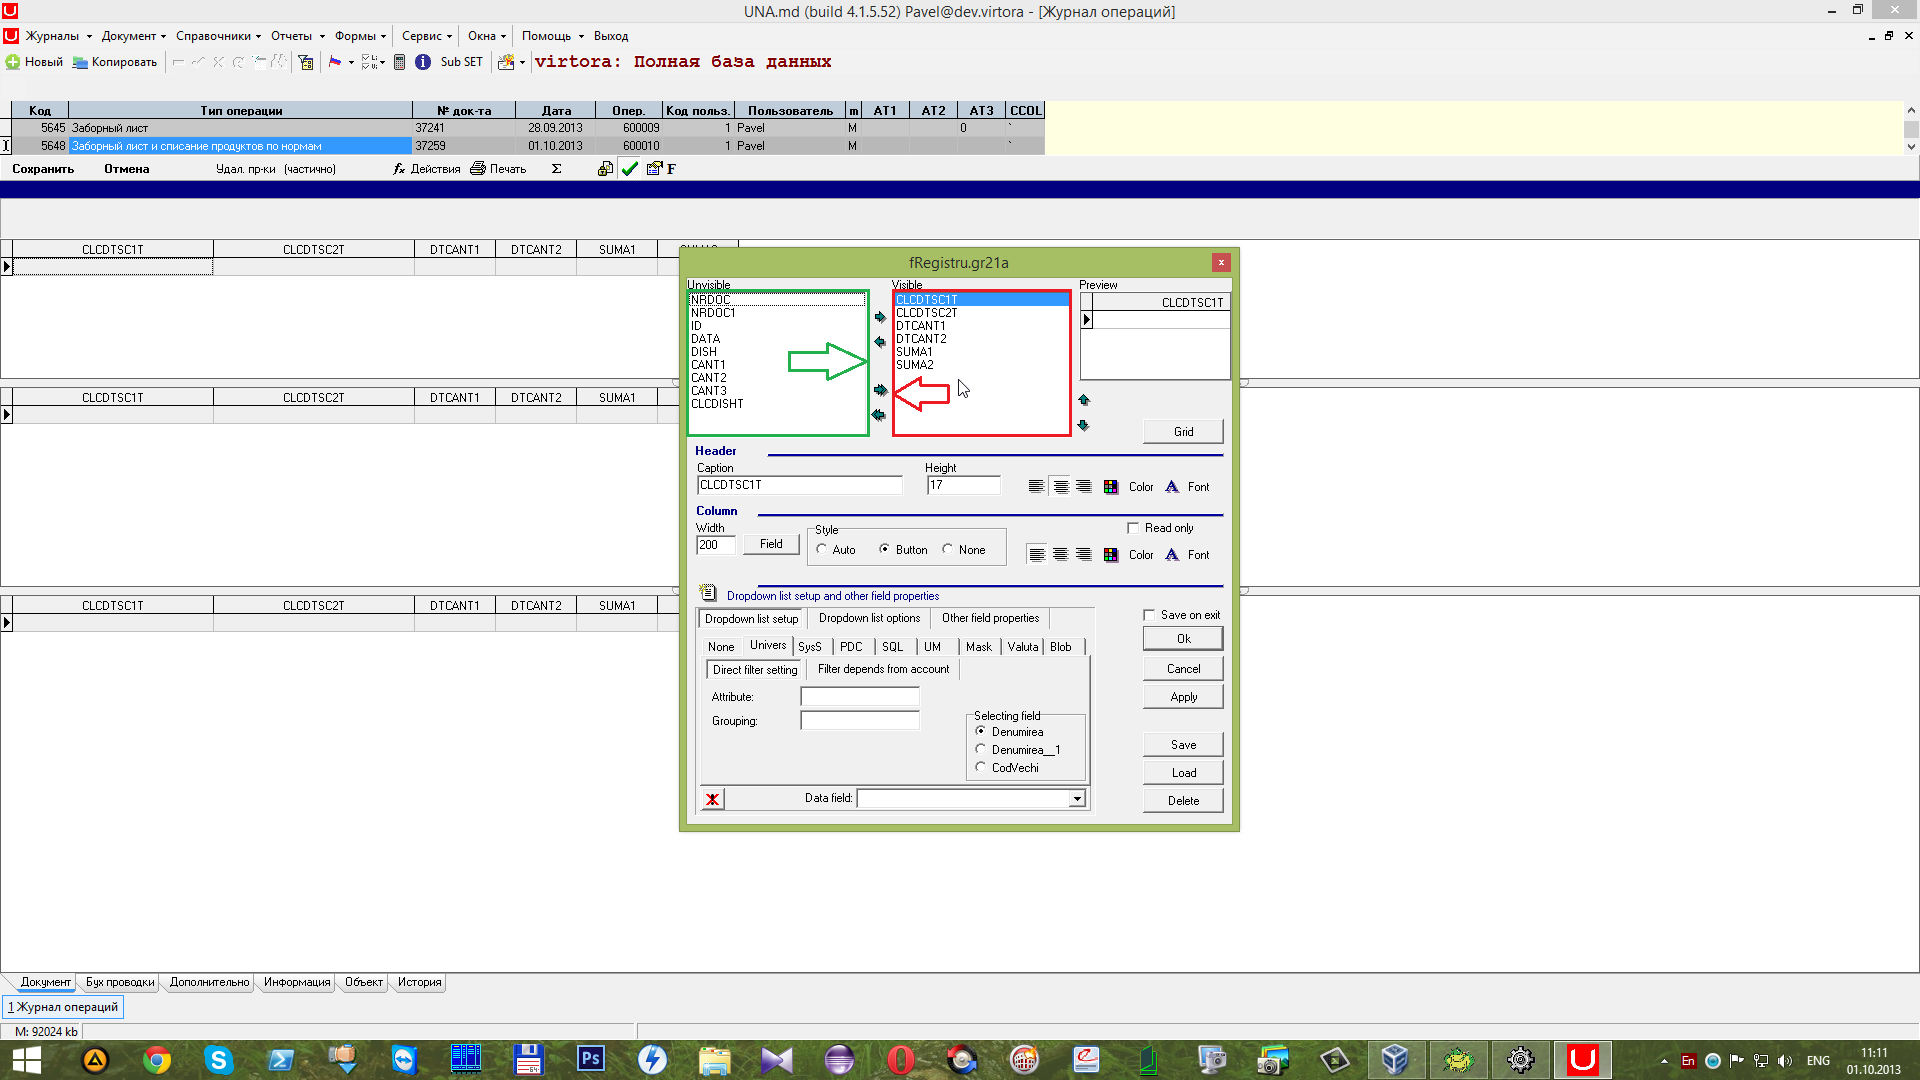 UNA.md (build 4.1.5.52) Pavel@dev.virtora - [Журнал операций]
Журналы Документ Справочники Отчеты Формы Сервис Окна Помощь Выход
Новый Копировать Sub SET virtora: Полная база данных
Код Тип операции № док-та Дата Опер. Код польз. Пользователь m AT1 AT2 AT3 CCOL
5645 Заборный лист 37241 28.09.2013 600009 1 Pavel M 0 `
5648 Заборный лист и списание продуктов по нормам 37259 01.10.2013 600010 1 Pavel M `
Сохранить Отмена Удал. пр-ки (частично) Действия Печать Σ F
CLCDTSC1T CLCDTSC2T DTCANT1 DTCANT2 SUMA1
CLCDTSC1T CLCDTSC2T DTCANT1 DTCANT2 SUMA1
CLCDTSC1T CLCDTSC2T DTCANT1 DTCANT2 SUMA1
fRegistru.gr21a
Unvisible
NRDOC
NRDOC1
ID
DATA
DISH
CANT1
CANT2
CANT3
CLCDISHT
Visible
CLCDTSC1T
CLCDTSC2T
DTCANT1
DTCANT2
SUMA1
SUMA2
Preview
CLCDTSC1T
Grid
Header
Caption Height
CLCDTSC1T 17 Color Font
Column
Width Style Read only
200 Field Auto Button None Color Font
Dropdown list setup and other field properties
Dropdown list setup Dropdown list options Other field properties
None Univers SysS PDC SQL UM Mask Valuta Blob
Direct filter setting Filter depends from account
Attribute:
Grouping:
Selecting field
Denumirea
Denumirea__1
CodVechi
Data field:
Save on exit
Ok
Cancel
Apply
Save
Load
Delete
Документ Бух проводки Дополнительно Информация Объект История
1 Журнал операций
M: 92024 kb
Ps En ENG 11:11
01.10.2013